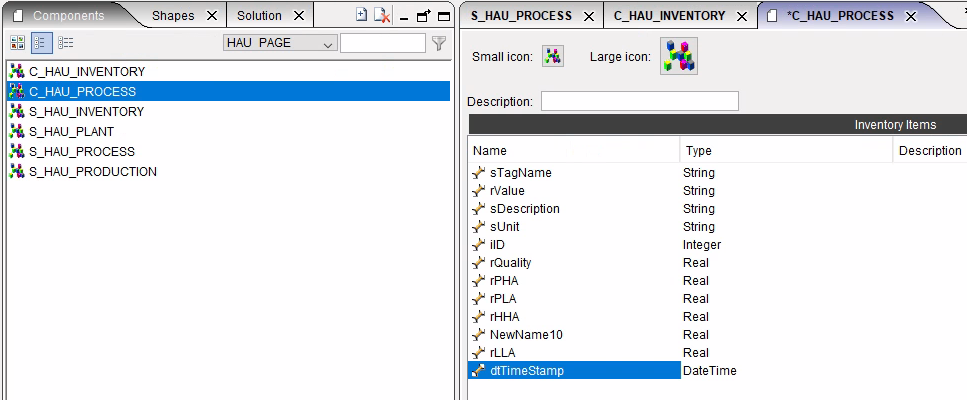 Components Shapes Solution
HAU_PAGE
C_HAU_INVENTORY
C_HAU_PROCESS
S_HAU_INVENTORY
S_HAU_PLANT
S_HAU_PROCESS
S_HAU_PRODUCTION
S_HAU_PROCESS C_HAU_INVENTORY *C_HAU_PROCESS
Small icon: Large icon:
Description:
Inventory Items
Name Type Description
sTagName String
rValue String
sDescription String
sUnit String
iID Integer
rQuality Real
rPHA Real
rPLA Real
rHHA Real
NewName10 Real
rLLA Real
dtTimeStamp DateTime